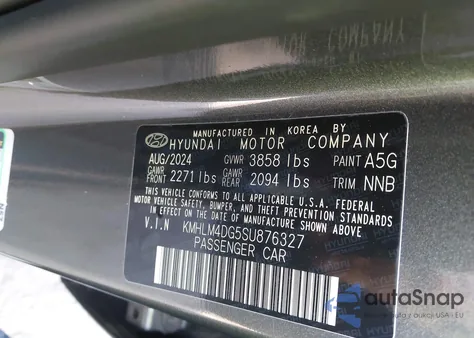 MANUFACTURED IN KOREA BY
HYUNDAI MOTOR COMPANY
AUG/2024 GVWR 3858 lbs PAINT A5G
GAWR FRONT 2271 lbs GAWR REAR 2094 lbs TRIM NNB
THIS VEHICLE CONFORMS TO ALL APPLICABLE U.S.A. FEDERAL
MOTOR VEHICLE SAFETY, BUMPER, AND THEFT PREVENTION STANDARDS
IN EFFECT ON THE DATE OF MANUFACTURE SHOWN ABOVE.
V.I.N KMHLM4DG5SU876327
PASSENGER CAR
autoSnap